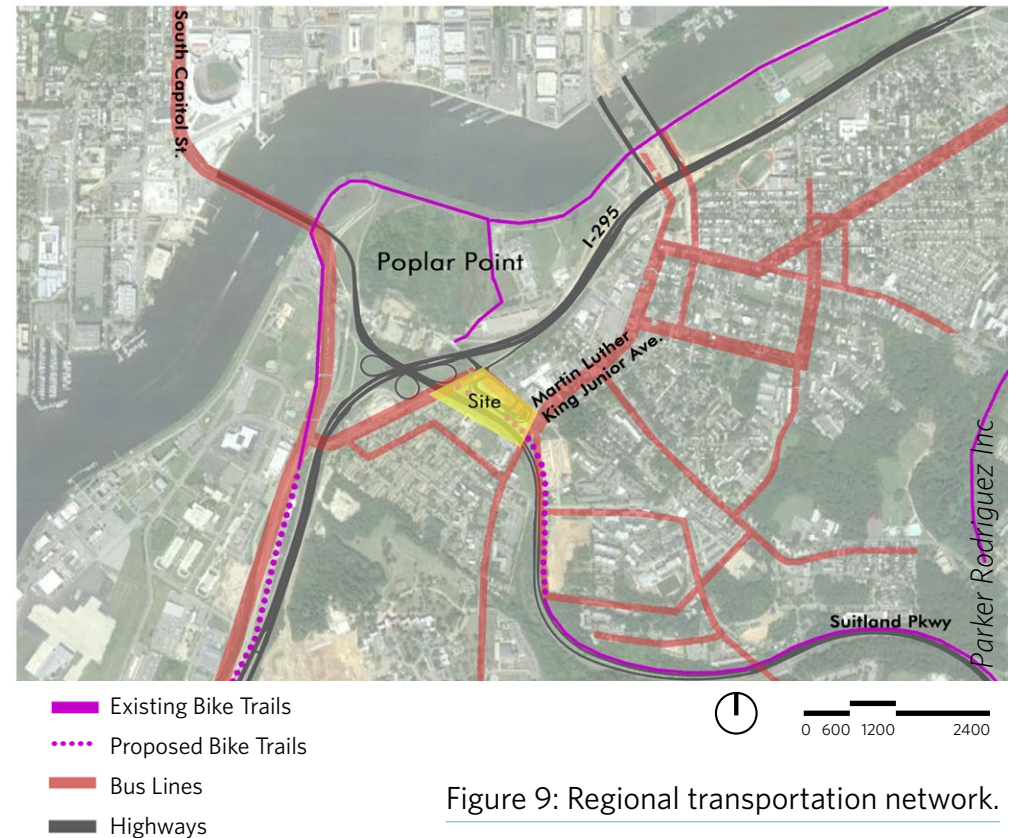 South Capitol St.
I-295
Poplar Point
Martin Luther
King Junior Ave.
Site
Suitland Pkwy
Parker Rodriguez Inc
Existing Bike Trails
Proposed Bike Trails
Bus Lines
Highways
0 600 1200 2400
Figure 9: Regional transportation network.